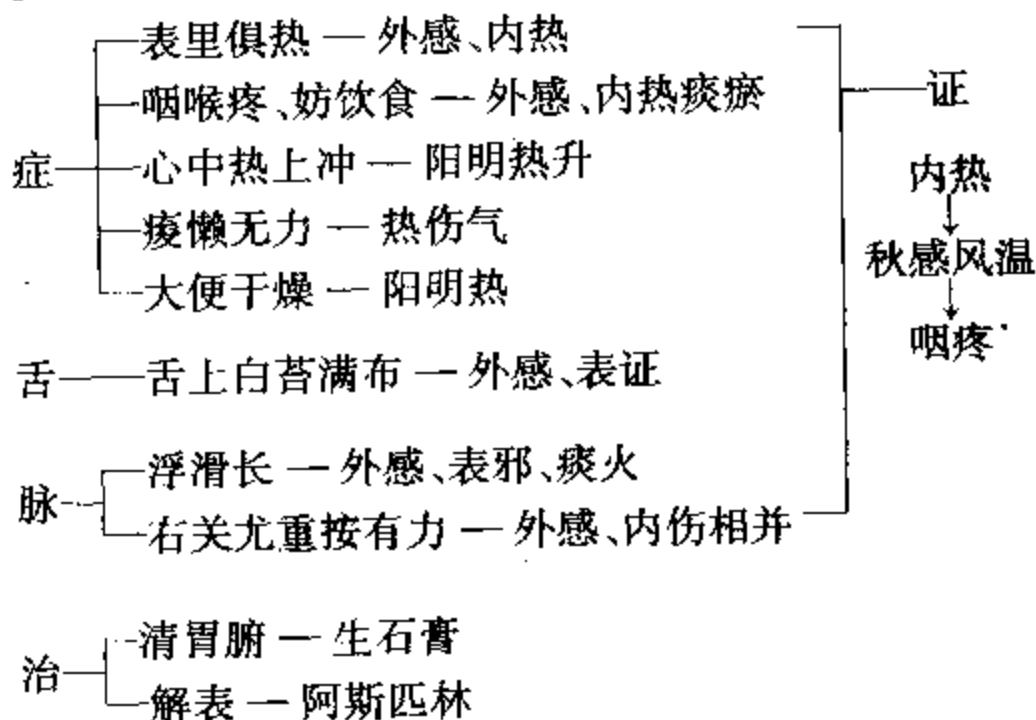 表里俱热 — 外感、内热
咽喉疼、妨饮食 — 外感、内热痰瘀
证
症
心中热上冲 — 阳明热升
内热
痿懒无力 — 热伤气
秋感风温
大便干燥 — 阳明热
咽疼
舌 舌上白苔满布 — 外感、表证
浮滑长 — 外感、表邪、痰火
脉
右关尤重按有力 — 外感、内伤相并
清胃腑 — 生石膏
治
解表 — 阿斯匹林